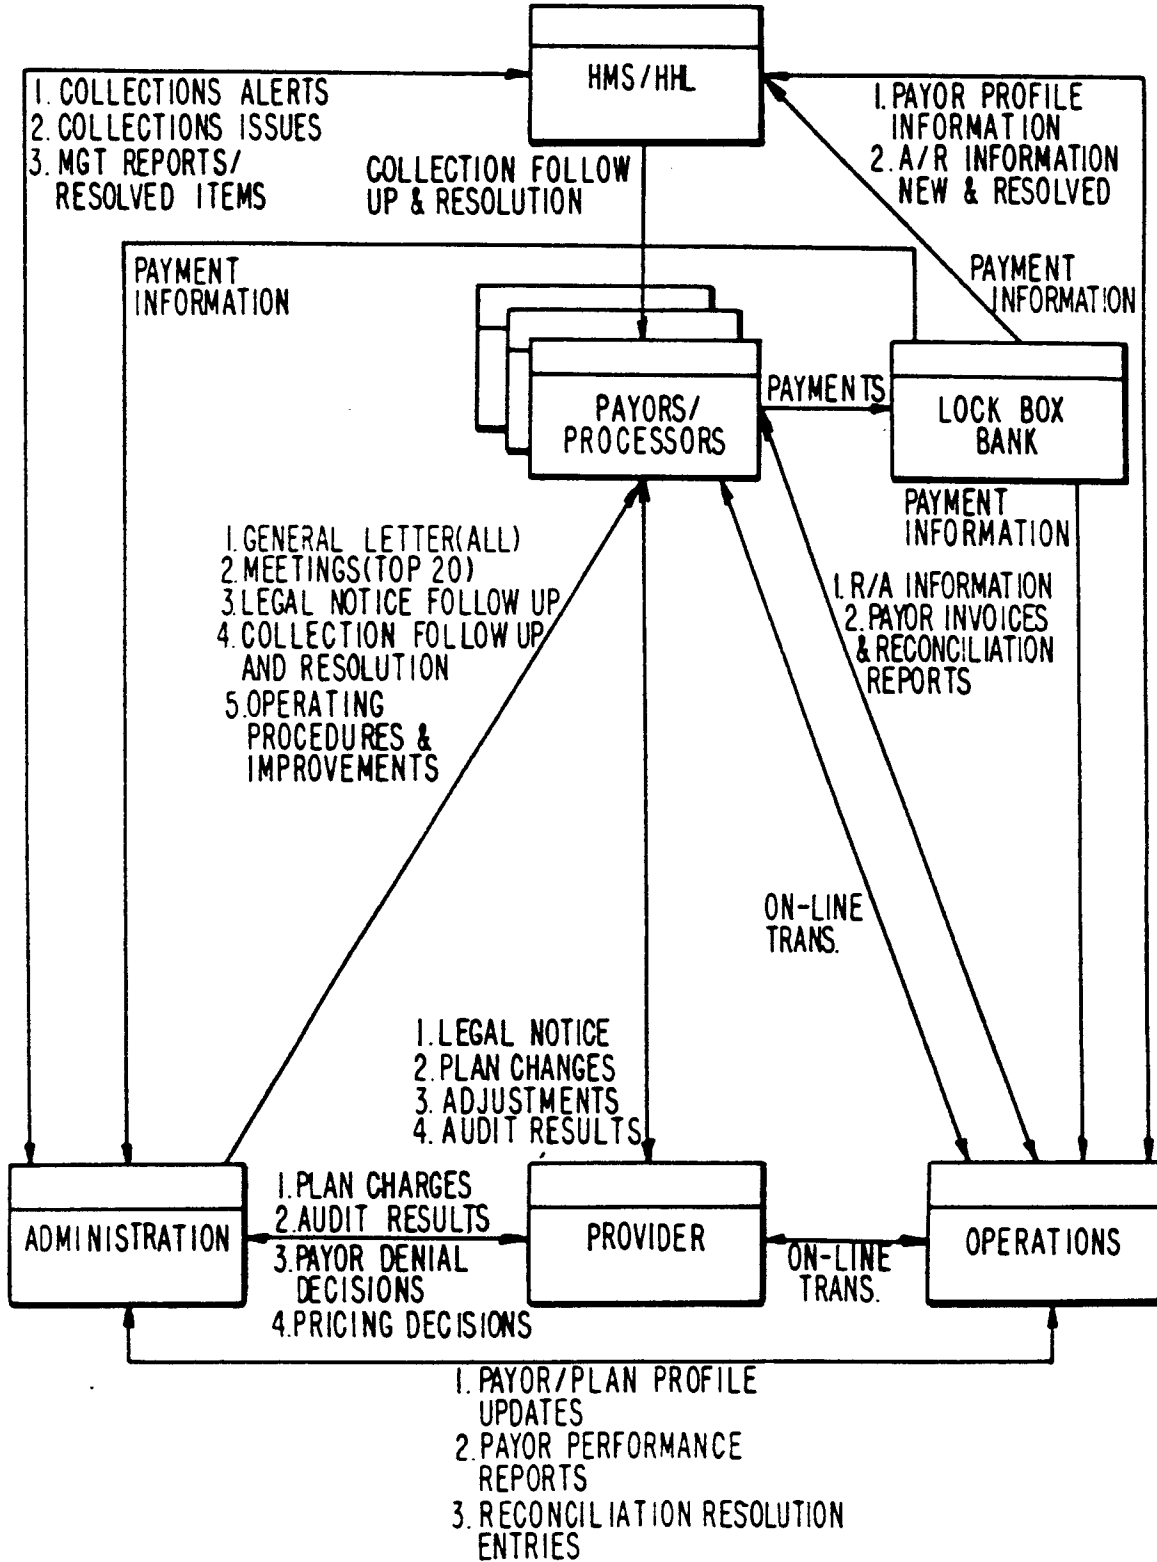 HMS/HHL
1. COLLECTIONS ALERTS
2. COLLECTIONS ISSUES
3. MGT REPORTS/
RESOLVED ITEMS
COLLECTION FOLLOW
UP & RESOLUTION
1. PAYOR PROFILE
INFORMATION
2. A/R INFORMATION
NEW & RESOLVED
PAYMENT
INFORMATION
PAYMENT
INFORMATION
PAYORS/
PROCESSORS
PAYMENTS
LOCK BOX
BANK
PAYMENT
INFORMATION
1. GENERAL LETTER(ALL)
2. MEETINGS(TOP 20)
3. LEGAL NOTICE FOLLOW UP
4. COLLECTION FOLLOW UP
AND RESOLUTION
5. OPERATING
PROCEDURES &
IMPROVEMENTS
1. R/A INFORMATION
2. PAYOR INVOICES
& RECONCILIATION
REPORTS
ON-LINE
TRANS.
1. LEGAL NOTICE
2. PLAN CHANGES
3. ADJUSTMENTS
4. AUDIT RESULTS
ADMINISTRATION
1. PLAN CHARGES
2. AUDIT RESULTS
3. PAYOR DENIAL
DECISIONS
4. PRICING DECISIONS
PROVIDER
ON-LINE
TRANS.
OPERATIONS
1. PAYOR/PLAN PROFILE
UPDATES
2. PAYOR PERFORMANCE
REPORTS
3. RECONCILIATION RESOLUTION
ENTRIES